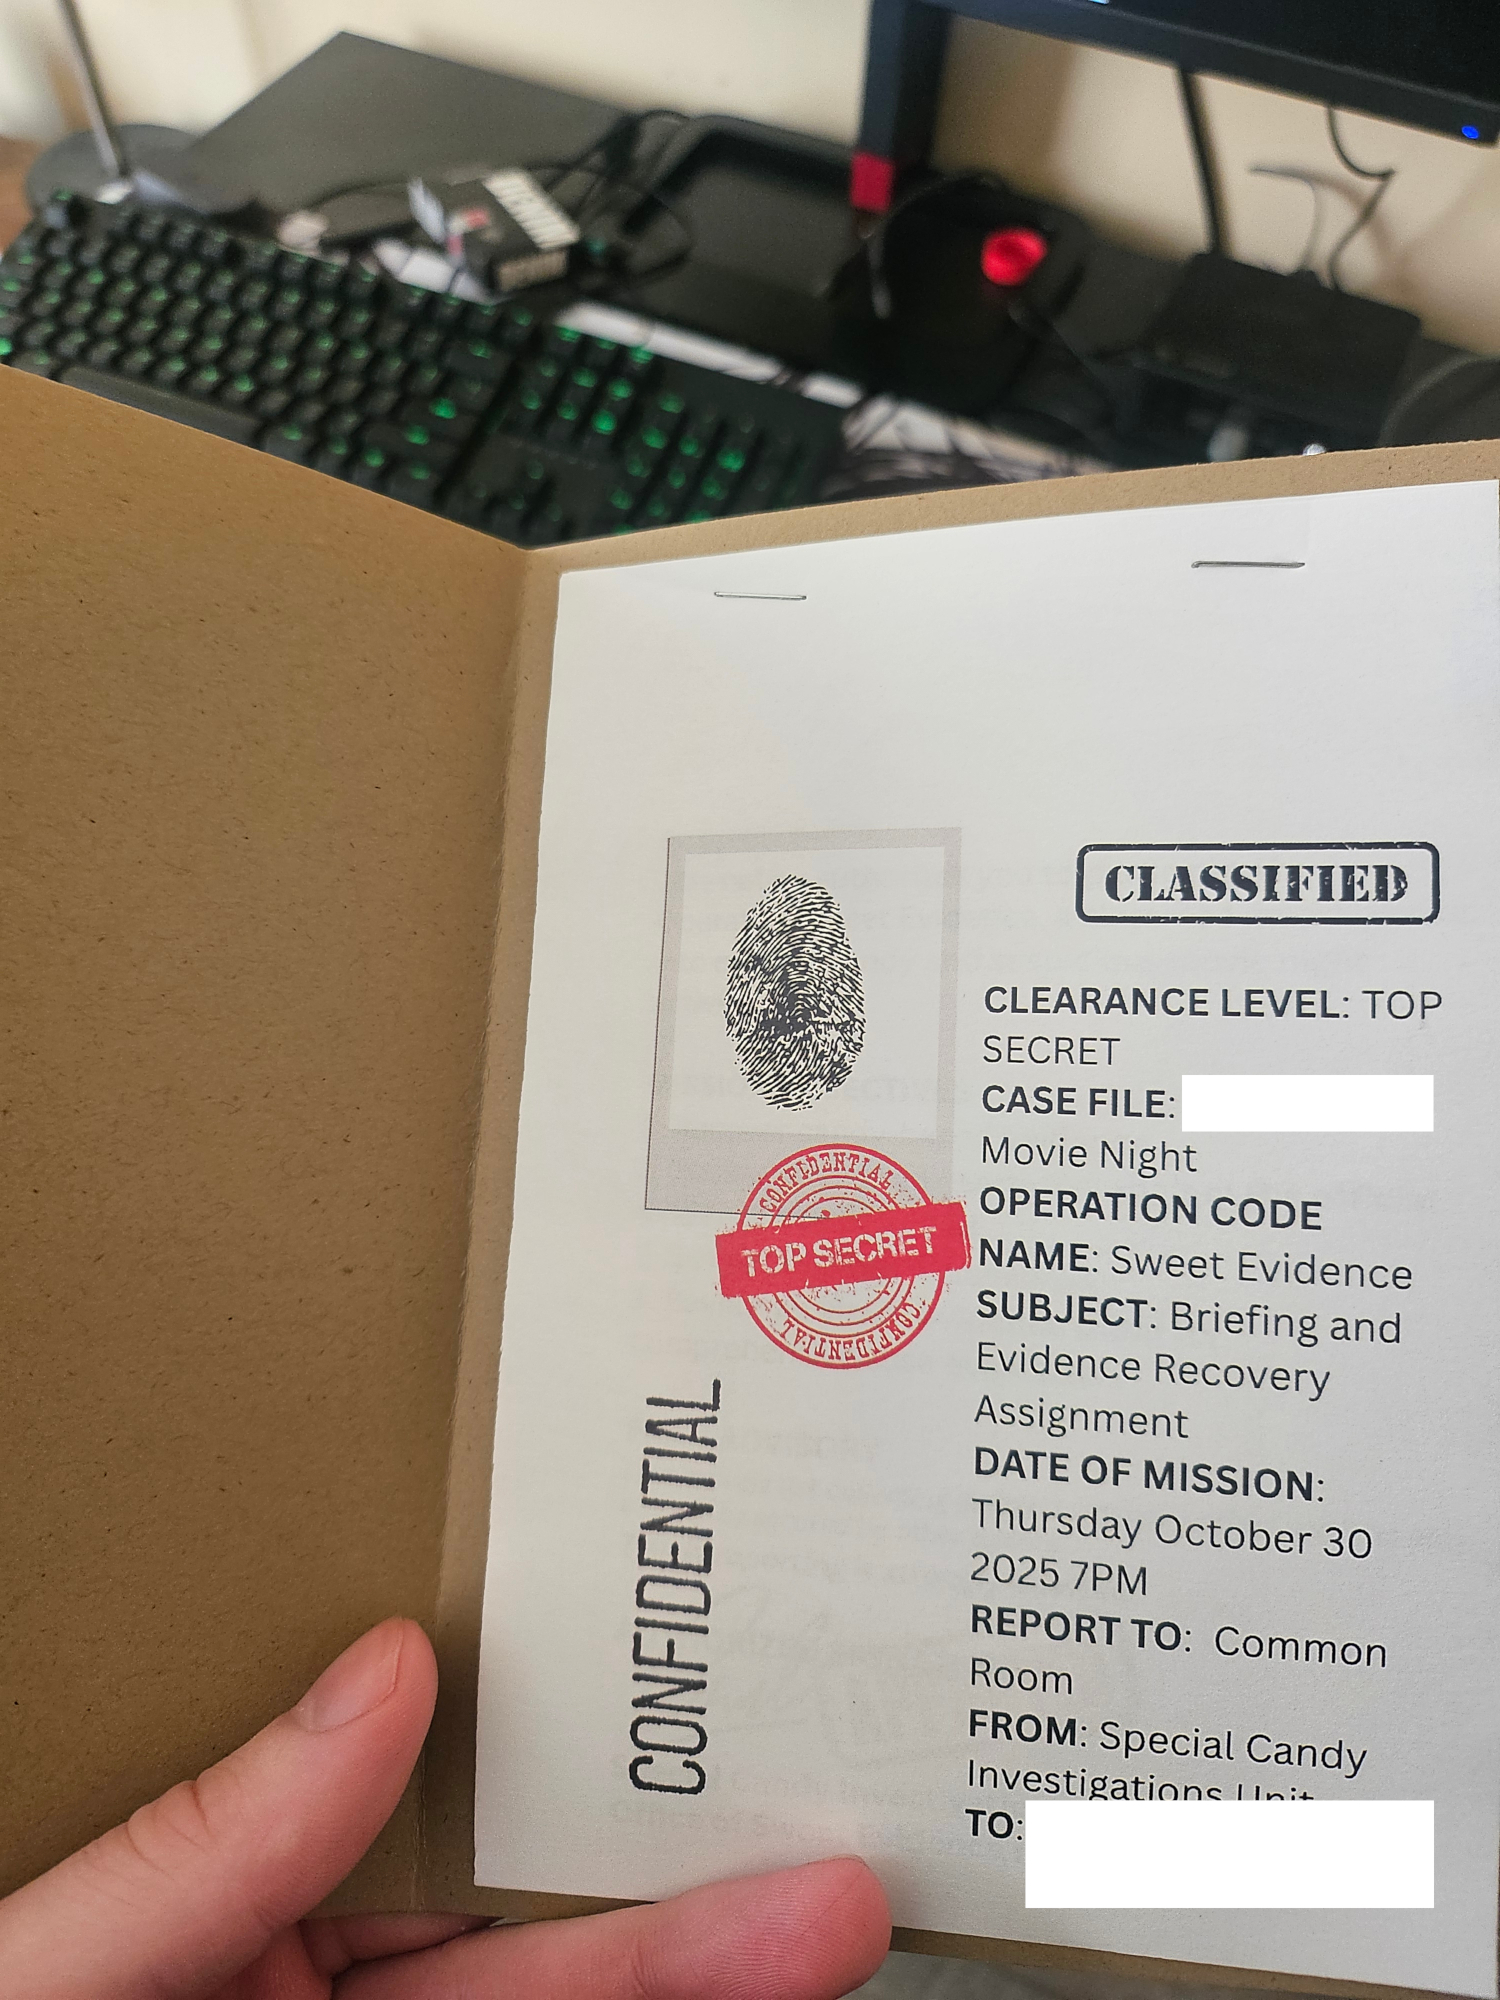 CLASSIFIED
CLEARANCE LEVEL: TOP
SECRET
CASE FILE:
Movie Night
OPERATION CODE
NAME: Sweet Evidence
SUBJECT: Briefing and
Evidence Recovery
Assignment
DATE OF MISSION:
Thursday October 30
2025 7PM
REPORT TO: Common
Room
FROM: Special Candy
Investigations Unit
TO:
CONFIDENTIAL
TOP SECRET
CONFIDENTIAL
CONFIDENTIAL